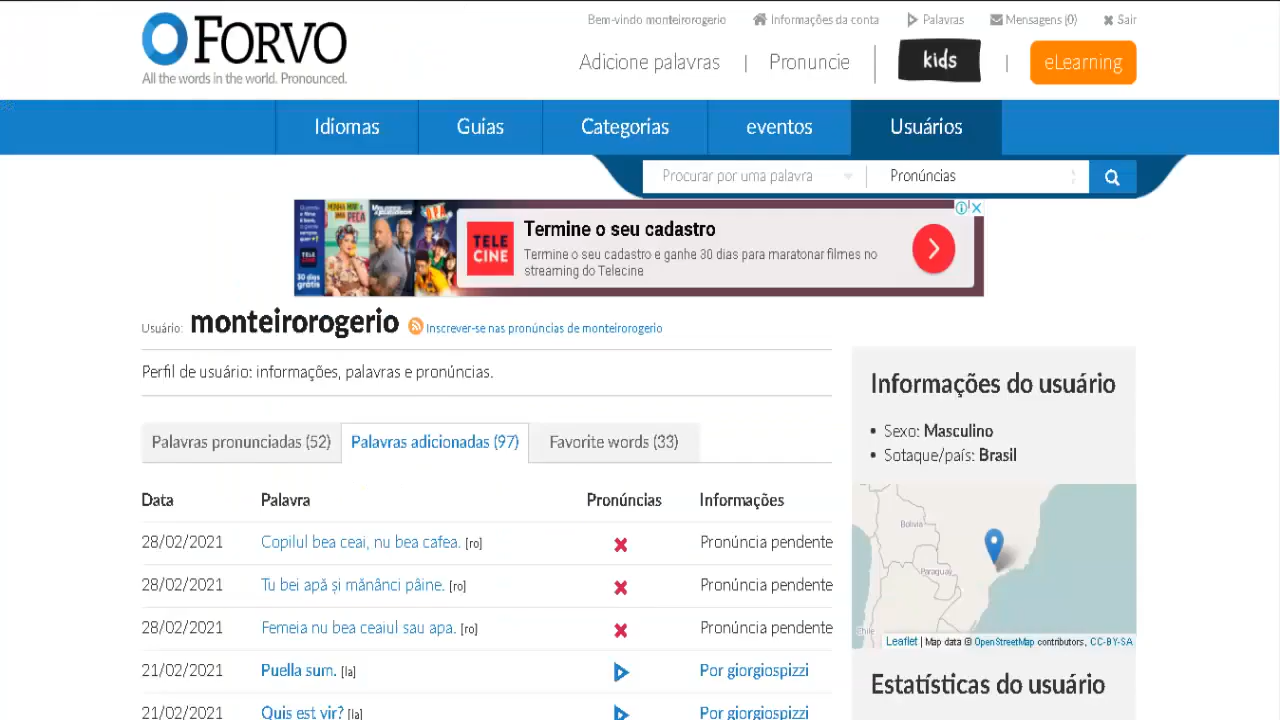 Bem-vindo monteirorogerio Informações da conta Palavras Mensagens (0) Sair
FORVO
All the words in the world. Pronounced.
Adicione palavras | Pronuncie | kids | eLearning
Idiomas Guias Categorias eventos Usuários
Procurar por uma palavra Pronúncias
TELE CINE
Termine o seu cadastro
Termine o seu cadastro e ganhe 30 dias para maratonar filmes no
streaming do Telecine
Usuário: monteirorogerio Inscrever-se nas pronúncias de monteirorogerio
Perfil de usuário: informações, palavras e pronúncias.
Palavras pronunciadas (52) Palavras adicionadas (97) Favorite words (33)
Data Palavra Pronúncias Informações
28/02/2021 Copilul bea ceai, nu bea cafea. [ro] Pronúncia pendente
28/02/2021 Tu bei apă și mănânci pâine. [ro] Pronúncia pendente
28/02/2021 Femeia nu bea ceaiul sau apa. [ro] Pronúncia pendente
21/02/2021 Puella sum. [la] Por giorgiospizzi
21/02/2021 Quis est vir? [la] Por giorgiospizzi
Informações do usuário
Sexo: Masculino
Sotaque/país: Brasil
Bolivia
Paraguay
Chile
Leaflet | Map data © OpenStreetMap contributors, CC-BY-SA
Estatísticas do usuário